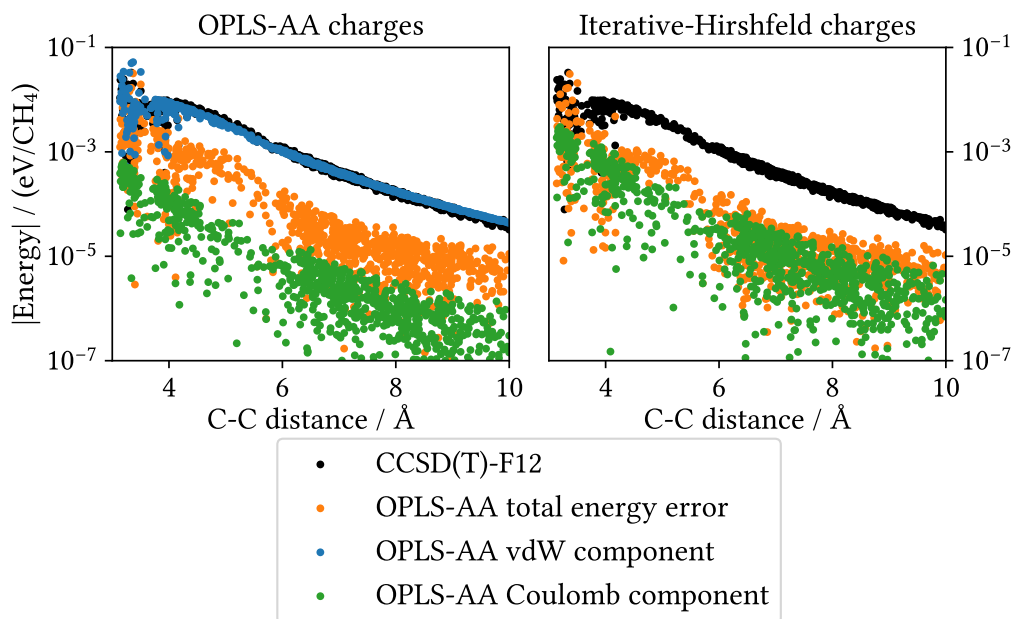 OPLS-AA charges
Iterative-Hirshfeld charges
|Energy| / (eV/CH₄)
10⁻¹
10⁻³
10⁻⁵
10⁻⁷
10⁻¹
10⁻³
10⁻⁵
10⁻⁷
4 6 8 10
4 6 8 10
C-C distance / Å
C-C distance / Å
CCSD(T)-F12
OPLS-AA total energy error
OPLS-AA vdW component
OPLS-AA Coulomb component